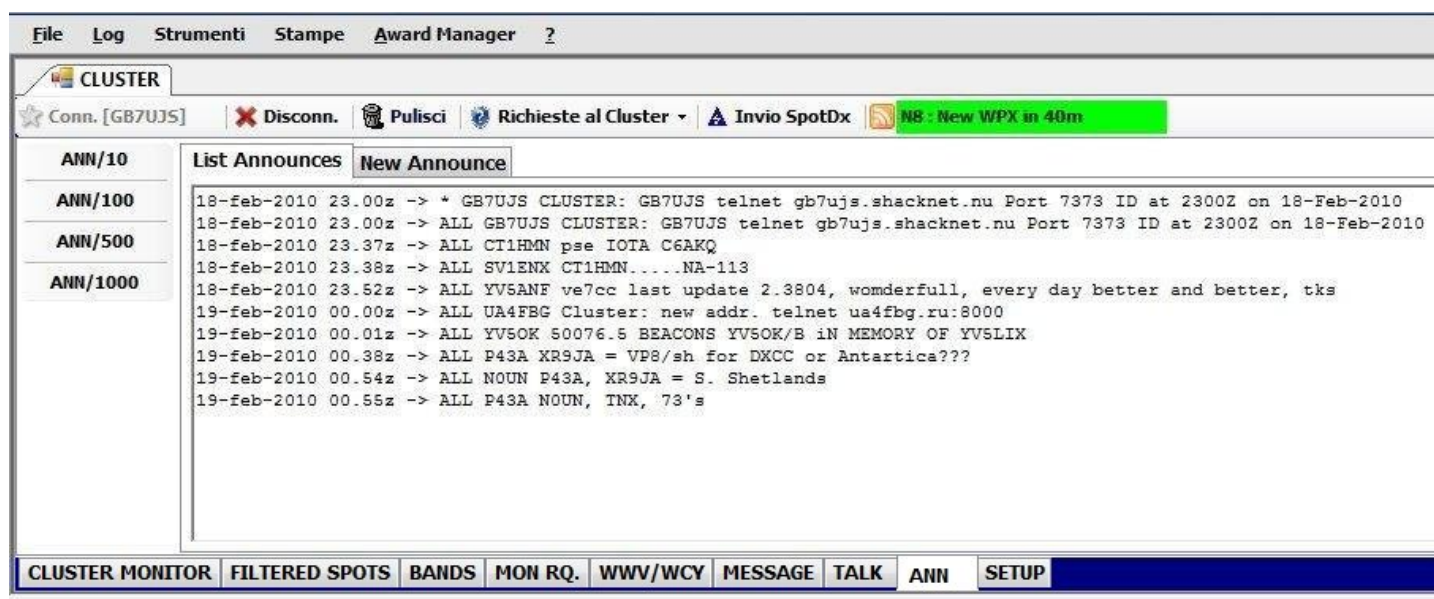 File Log Strumenti Stampe Award Manager ?
CLUSTER
Conn. [GB7UJS] Disconn. Pulisci Richieste al Cluster Invio SpotDx N8 : New WPX in 40m
ANN/10
ANN/100
ANN/500
ANN/1000
List Announces New Announce
18-feb-2010 23.00z -> * GB7UJS CLUSTER: GB7UJS telnet gb7ujs.shacknet.nu Port 7373 ID at 2300Z on 18-Feb-2010
18-feb-2010 23.00z -> ALL GB7UJS CLUSTER: GB7UJS telnet gb7ujs.shacknet.nu Port 7373 ID at 2300Z on 18-Feb-2010
18-feb-2010 23.37z -> ALL CT1HMN pse IOTA C6AKQ
18-feb-2010 23.38z -> ALL SV1ENX CT1HMN.....NA-113
18-feb-2010 23.52z -> ALL YV5ANF ve7cc last update 2.3804, womderfull, every day better and better, tks
19-feb-2010 00.00z -> ALL UA4FBG Cluster: new addr. telnet ua4fbg.ru:8000
19-feb-2010 00.01z -> ALL YV5OK 50076.5 BEACONS YV5OK/B iN MEMORY OF YV5LIX
19-feb-2010 00.38z -> ALL P43A XR9JA = VP8/sh for DXCC or Antartica???
19-feb-2010 00.54z -> ALL N0UN P43A, XR9JA = S. Shetlands
19-feb-2010 00.55z -> ALL P43A N0UN, TNX, 73's
CLUSTER MONITOR FILTERED SPOTS BANDS MON RQ. WWV/WCY MESSAGE TALK ANN SETUP